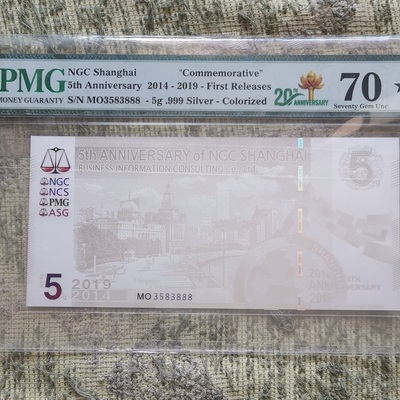 PMG
MONEY GUARANTY
NGC Shanghai "Commemorative"
5th Anniversary 2014 - 2019 - First Releases
S/N MO3583888 - 5g .999 Silver - Colorized
20TH ANNIVERSARY
70 ★
Seventy Gem Unc
5th ANNIVERSARY of NGC SHANGHAI
BUSINESS INFORMATION CONSULTING Co., Ltd.
5
NGC
NCS
PMG
ASG
5 2019
2014
MO3583888